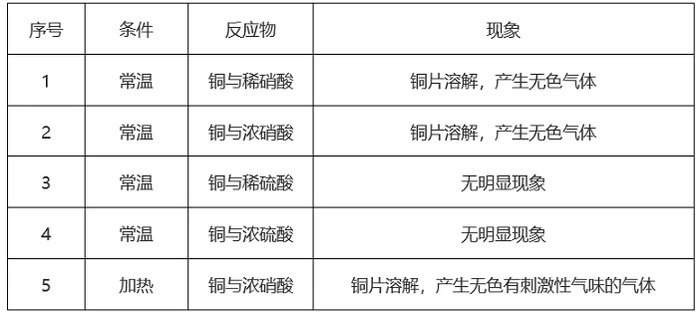 序号 条件 反应物 现象
1 常温 铜与稀硝酸 铜片溶解，产生无色气体
2 常温 铜与浓硝酸 铜片溶解，产生无色气体
3 常温 铜与稀硫酸 无明显现象
4 常温 铜与浓硫酸 无明显现象
5 加热 铜与浓硝酸 铜片溶解，产生无色有刺激性气味的气体